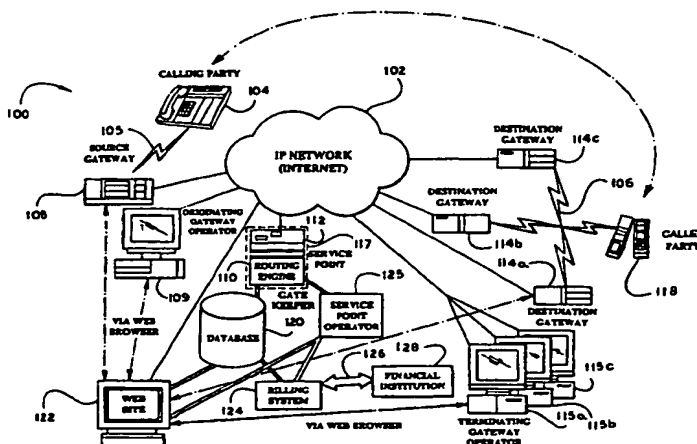 CALLING PARTY
100
104
102
105
SOURCE
GATEWAY
IP NETWORK
(INTERNET)
DESTINATION
GATEWAY
114c
108
106
ORIGINATING GATEWAY
OPERATOR
DESTINATION
GATEWAY
112
117
114b
CALLED
PARTY
SERVICE
POINT
110
ROUTING
ENGINE
114a
118
109
GATE
KEEPER
125
DESTINATION
GATEWAY
VIA WEB
BROWSER
SERVICE
POINT
OPERATOR
DATABASE
120
126
128
122
WEB
SITE
FINANCIAL
INSTITUTION
115c
BILLING
SYSTEM
124
115a
115b
VIA WEB BROWSER
TERMINATING GATEWAY
OPERATOR